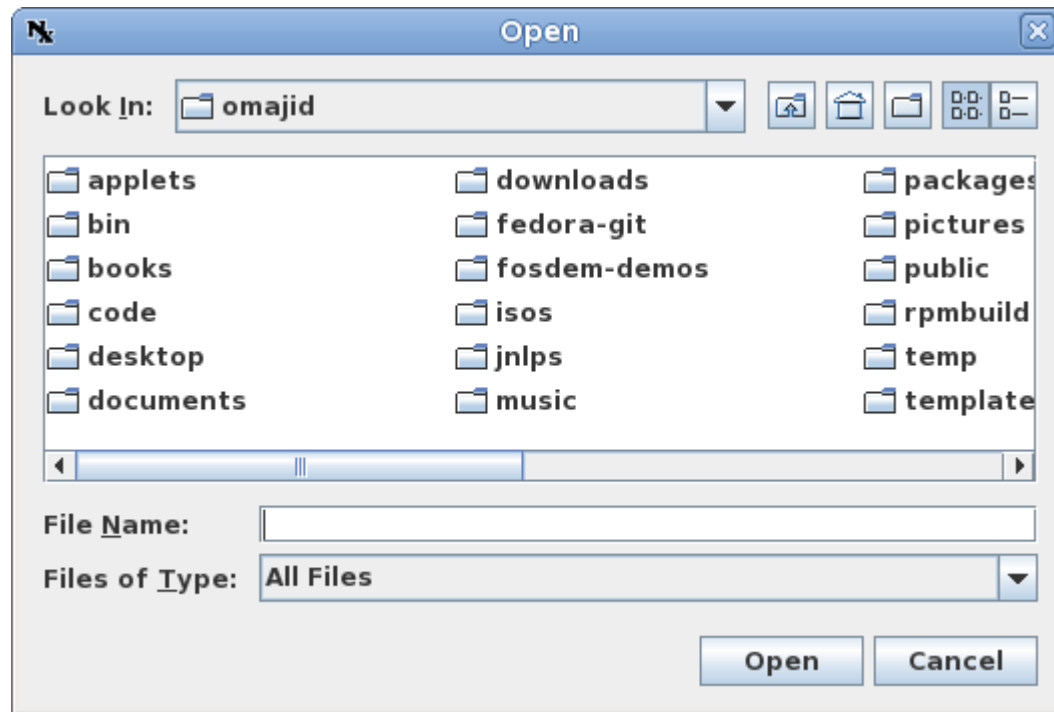 Nx Open
Look In: omajid
applets downloads packages
bin fedora-git pictures
books fosdem-demos public
code isos rpmbuild
desktop jnlps temp
documents music template
File Name:
Files of Type: All Files
Open Cancel